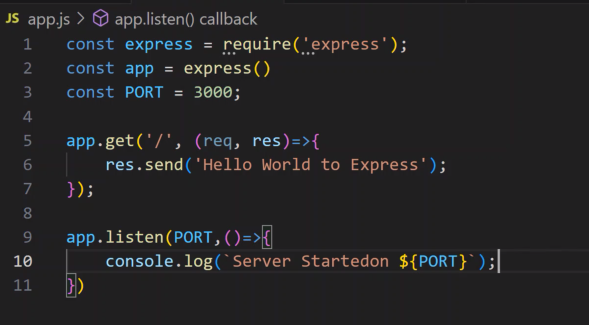 JS app.js > app.listen() callback
1 const express = require('express');
2 const app = express()
3 const PORT = 3000;
4
5 app.get('/', (req, res)=>{
6     res.send('Hello World to Express');
7 });
8
9 app.listen(PORT,()=>{
10     console.log(`Server Startedon ${PORT}`);
11 })